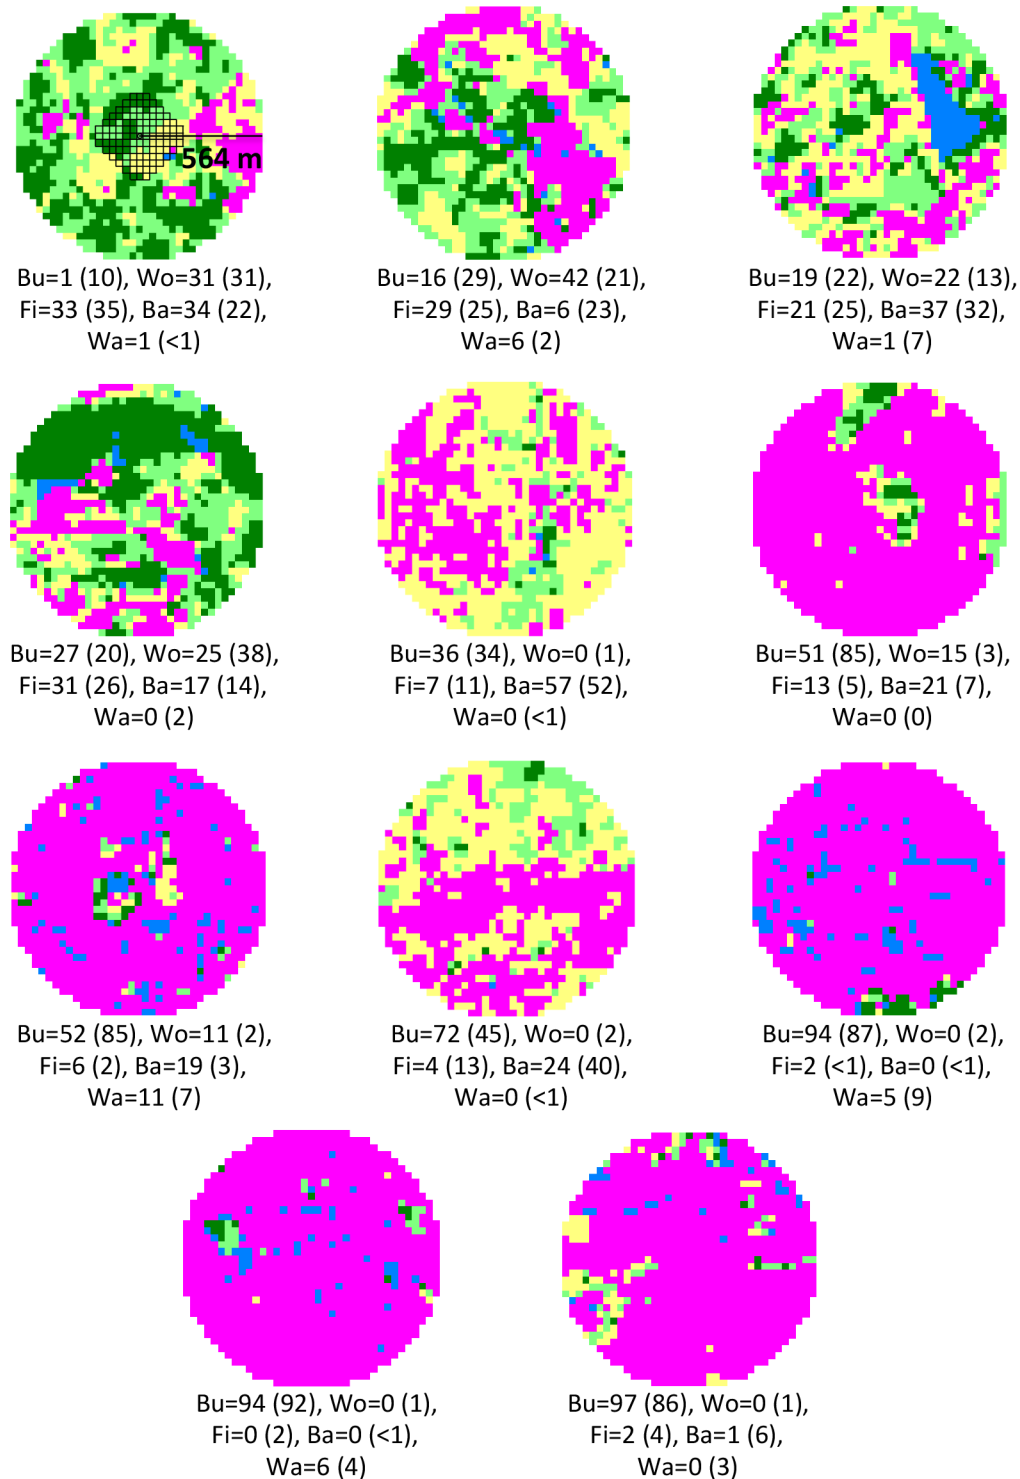 564 m
Bu=1 (10), Wo=31 (31),
Fi=33 (35), Ba=34 (22),
Wa=1 (<1)
Bu=16 (29), Wo=42 (21),
Fi=29 (25), Ba=6 (23),
Wa=6 (2)
Bu=19 (22), Wo=22 (13),
Fi=21 (25), Ba=37 (32),
Wa=1 (7)
Bu=27 (20), Wo=25 (38),
Fi=31 (26), Ba=17 (14),
Wa=0 (2)
Bu=36 (34), Wo=0 (1),
Fi=7 (11), Ba=57 (52),
Wa=0 (<1)
Bu=51 (85), Wo=15 (3),
Fi=13 (5), Ba=21 (7),
Wa=0 (0)
Bu=52 (85), Wo=11 (2),
Fi=6 (2), Ba=19 (3),
Wa=11 (7)
Bu=72 (45), Wo=0 (2),
Fi=4 (13), Ba=24 (40),
Wa=0 (<1)
Bu=94 (87), Wo=0 (2),
Fi=2 (<1), Ba=0 (<1),
Wa=5 (9)
Bu=94 (92), Wo=0 (1),
Fi=0 (2), Ba=0 (<1),
Wa=6 (4)
Bu=97 (86), Wo=0 (1),
Fi=2 (4), Ba=1 (6),
Wa=0 (3)